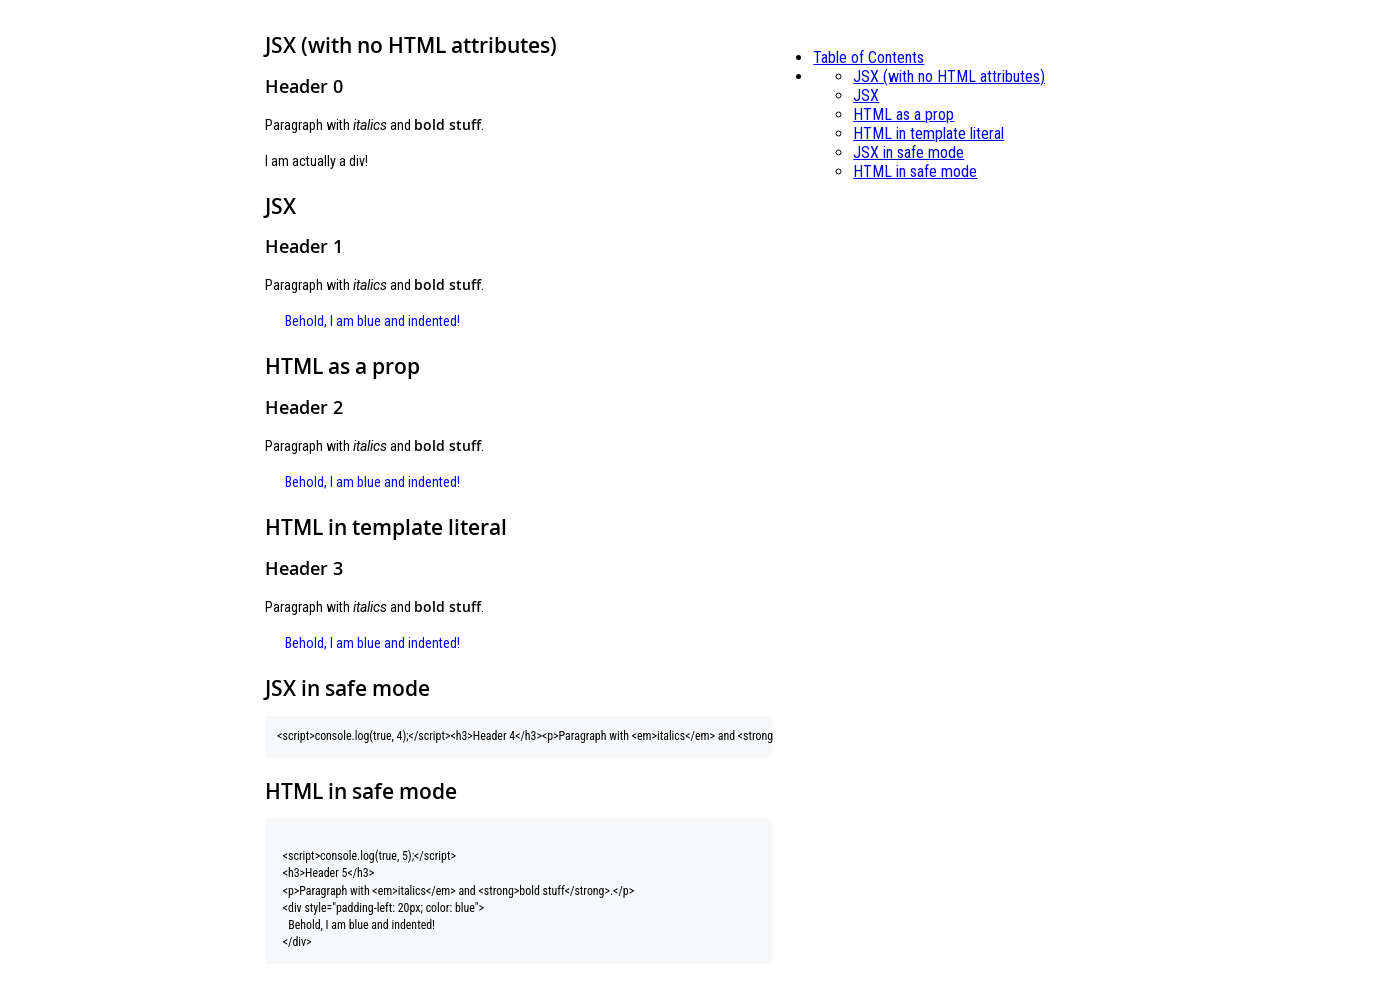 JSX (with no HTML attributes)
Header 0
Paragraph with italics and bold stuff.
I am actually a div!
JSX
Header 1
Paragraph with italics and bold stuff.
Behold, I am blue and indented!
HTML as a prop
Header 2
Paragraph with italics and bold stuff.
Behold, I am blue and indented!
HTML in template literal
Header 3
Paragraph with italics and bold stuff.
Behold, I am blue and indented!
JSX in safe mode
<script>console.log(true, 4);</script><h3>Header 4</h3><p>Paragraph with <em>italics</em> and <strong
HTML in safe mode
<script>console.log(true, 5);</script>
<h3>Header 5</h3>
<p>Paragraph with <em>italics</em> and <strong>bold stuff</strong>.</p>
<div style="padding-left: 20px; color: blue">
Behold, I am blue and indented!
</div>
Table of Contents
JSX (with no HTML attributes)
JSX
HTML as a prop
HTML in template literal
JSX in safe mode
HTML in safe mode